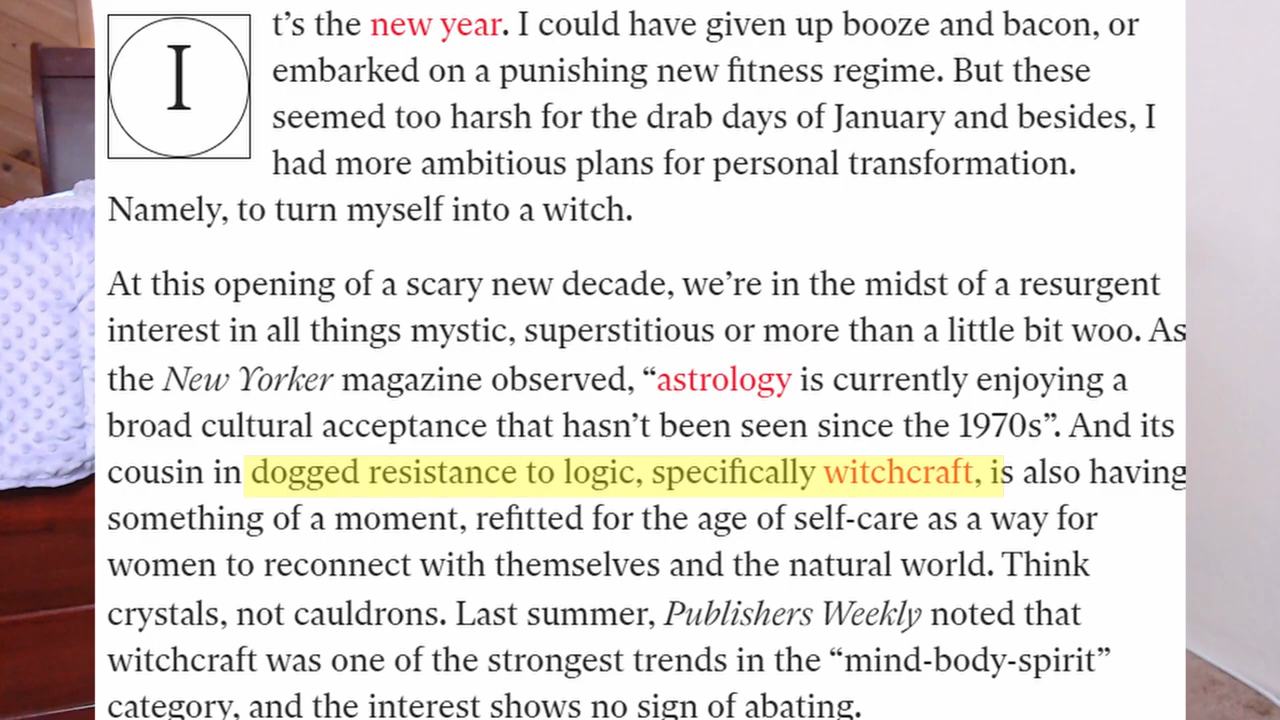 It's the new year. I could have given up booze and bacon, or
embarked on a punishing new fitness regime. But these
seemed too harsh for the drab days of January and besides, I
had more ambitious plans for personal transformation.
Namely, to turn myself into a witch.
At this opening of a scary new decade, we’re in the midst of a resurgent
interest in all things mystic, superstitious or more than a little bit woo. As
the New Yorker magazine observed, “astrology is currently enjoying a
broad cultural acceptance that hasn’t been seen since the 1970s”. And its
cousin in dogged resistance to logic, specifically witchcraft, is also having
something of a moment, refitted for the age of self-care as a way for
women to reconnect with themselves and the natural world. Think
crystals, not cauldrons. Last summer, Publishers Weekly noted that
witchcraft was one of the strongest trends in the “mind-body-spirit”
category, and the interest shows no sign of abating.